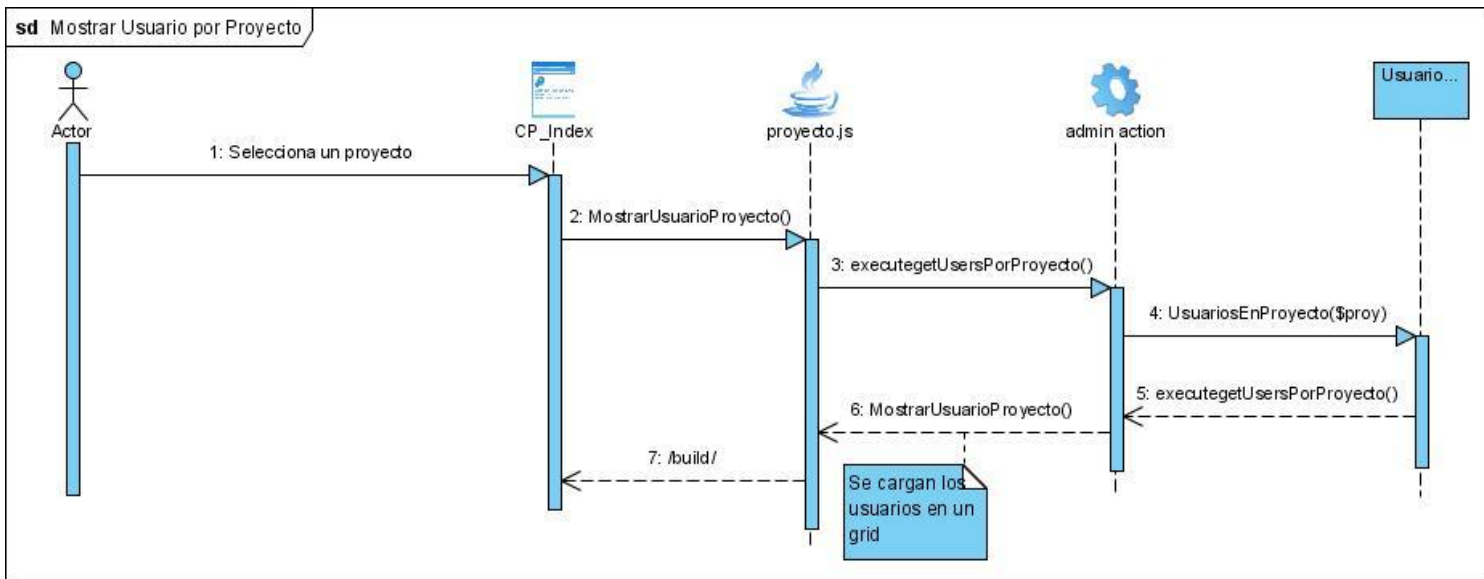 sd Mostrar Usuario por Proyecto
Usuario...
Actor
CP_Index
proyecto.js
admin action
1: Selecciona un proyecto
2: MostrarUsuarioProyecto()
3: executegetUsersPorProyecto()
4: UsuariosEnProyecto($proy)
5: executegetUsersPorProyecto()
6: MostrarUsuarioProyecto()
7: /build/
Se cargan los
usuarios en un
grid